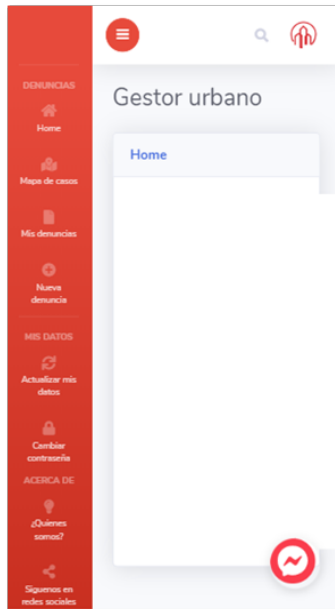 DENUNCIAS
Home
Mapa de casos
Mis denuncias
Nueva
denuncia
MIS DATOS
Actualizar mis
datos
Cambiar
contraseña
ACERCA DE
¿Quienes
somos?
Siguenos en
redes sociales
Gestor urbano
Home